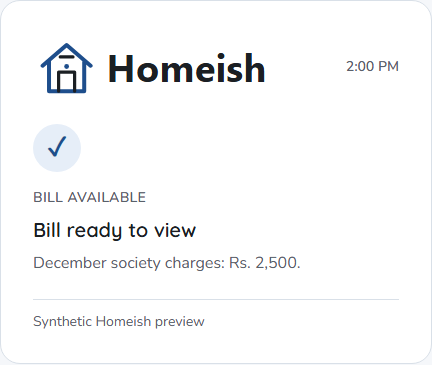 Homeish
2:00 PM
BILL AVAILABLE
Bill ready to view
December society charges: Rs. 2,500.
Synthetic Homeish preview